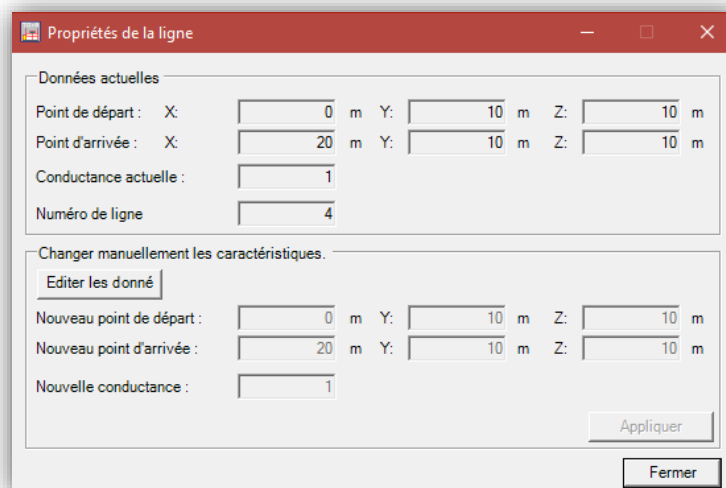 Propriétés de la ligne
Données actuelles
Point de départ : X: 0 m Y: 10 m Z: 10 m
Point d'arrivée : X: 20 m Y: 10 m Z: 10 m
Conductance actuelle : 1
Numéro de ligne 4
Changer manuellement les caractéristiques.
Editer les donné
Nouveau point de départ : 0 m Y: 10 m Z: 10 m
Nouveau point d'arrivée : 20 m Y: 10 m Z: 10 m
Nouvelle conductance : 1
Appliquer
Fermer